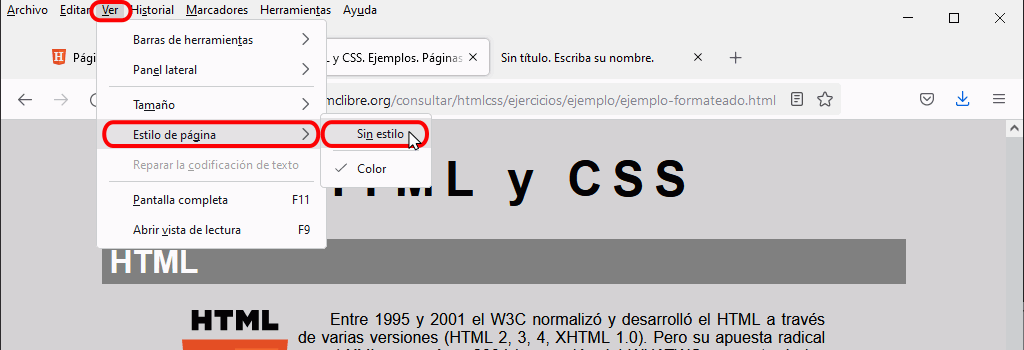 Archivo Editar Ver Historial Marcadores Herramientas Ayuda
Barras de herramientas
Panel lateral
Tamaño
Estilo de página
Reparar la codificación de texto
Pantalla completa F11
Abrir vista de lectura F9
Sin estilo
Color
y CSS. Ejemplos. Páginas
Sin título. Escriba su nombre.
mclibre.org/consultar/htmlcss/ejercicios/ejemplo/ejemplo-formateado.html
HTML y CSS
HTML
HTML
Entre 1995 y 2001 el W3C normalizó y desarrolló el HTML a través
de varias versiones (HTML 2, 3, 4, XHTML 1.0). Pero su apuesta radical